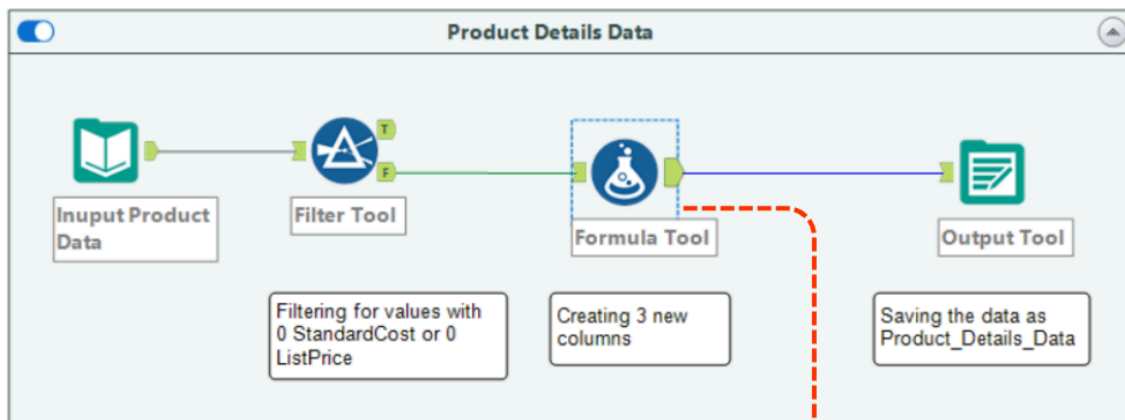 Product Details Data
T
F
Inuput Product
Data
Filter Tool
Formula Tool
Output Tool
Filtering for values with
0 StandardCost or 0
ListPrice
Creating 3 new
columns
Saving the data as
Product_Details_Data